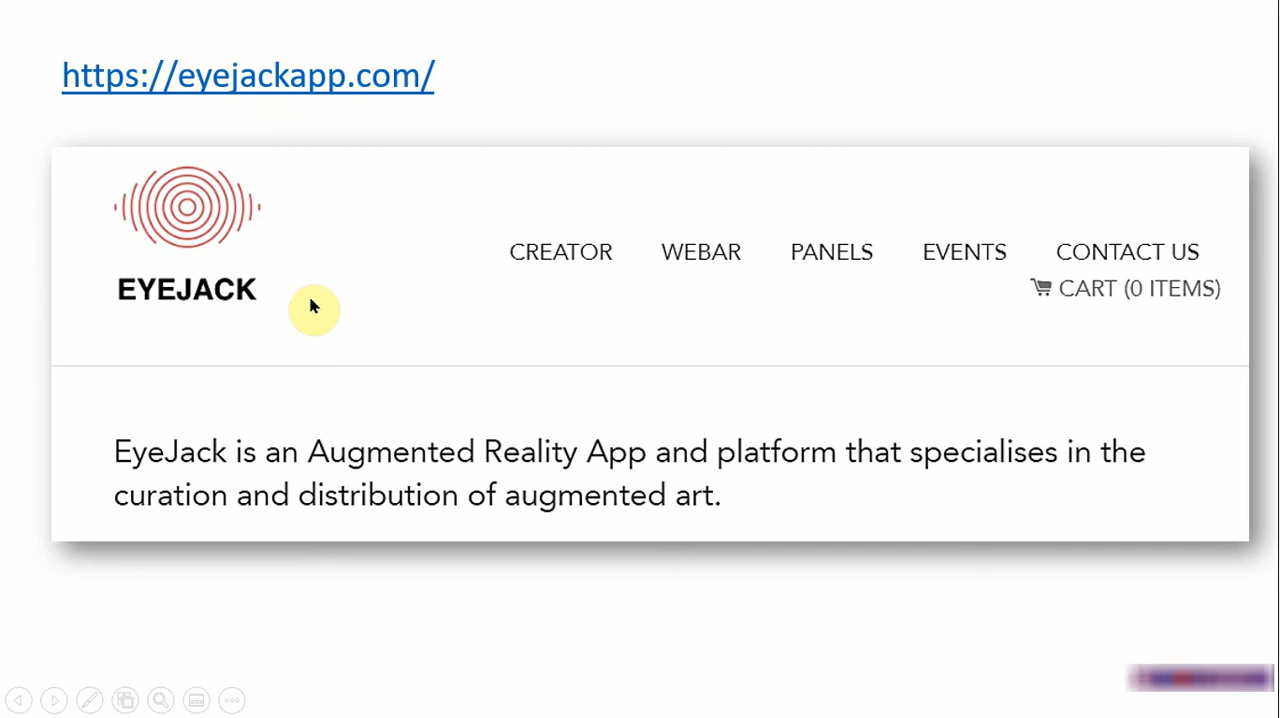 https://eyejackapp.com/
EYEJACK
CREATOR WEBAR PANELS EVENTS CONTACT US
CART (0 ITEMS)
EyeJack is an Augmented Reality App and platform that specialises in the
curation and distribution of augmented art.